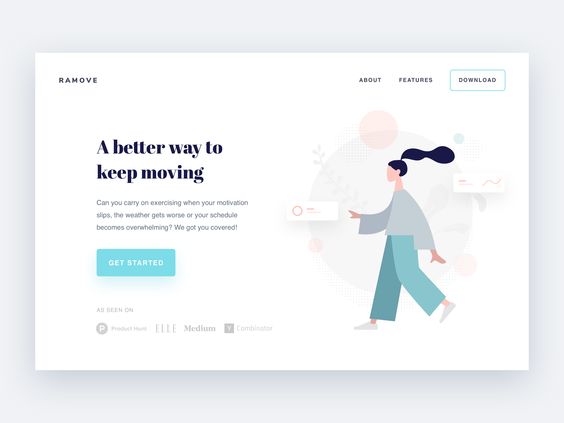 RAMOVE
ABOUT FEATURES DOWNLOAD
A better way to
keep moving
Can you carry on exercising when your motivation
slips, the weather gets worse or your schedule
becomes overwhelming? We got you covered!
GET STARTED
AS SEEN ON
P Product Hunt ELLE Medium Y Combinator